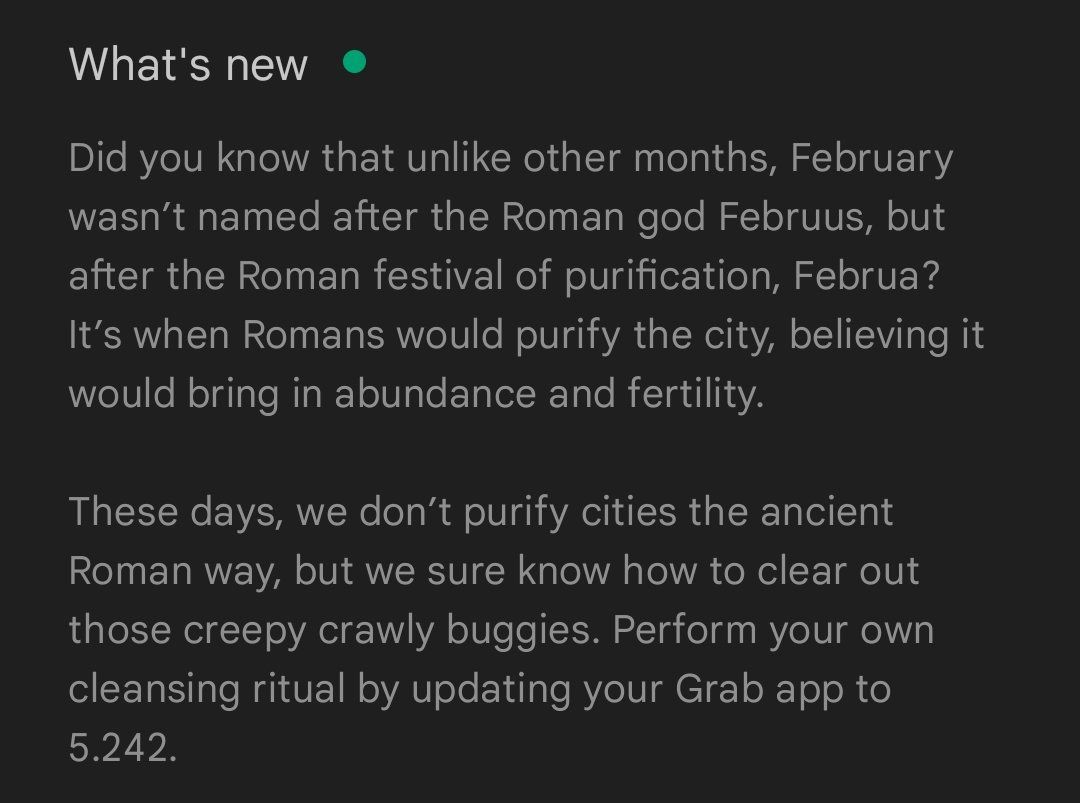 What's new
Did you know that unlike other months, February
wasn’t named after the Roman god Februus, but
after the Roman festival of purification, Februa?
It’s when Romans would purify the city, believing it
would bring in abundance and fertility.
These days, we don’t purify cities the ancient
Roman way, but we sure know how to clear out
those creepy crawly buggies. Perform your own
cleansing ritual by updating your Grab app to
5.242.